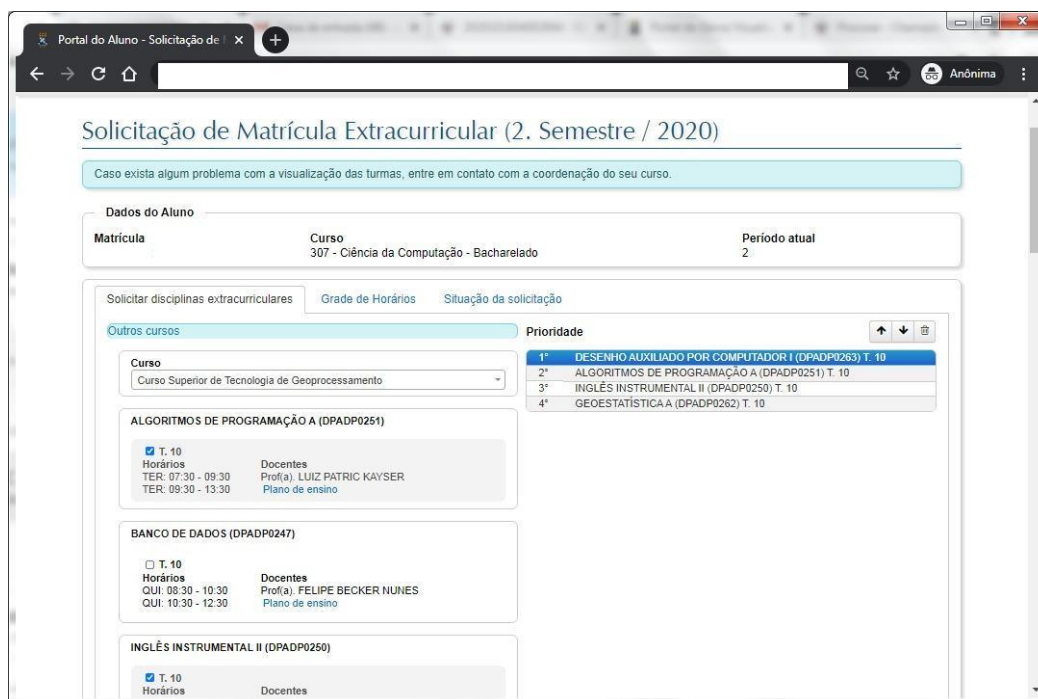 Portal do Aluno - Solicitação de
Anônima
Solicitação de Matrícula Extracurricular (2. Semestre / 2020)
Caso exista algum problema com a visualização das turmas, entre em contato com a coordenação do seu curso.
Dados do Aluno
Matrícula Curso Período atual
307 - Ciência da Computação - Bacharelado 2
Solicitar disciplinas extracurriculares Grade de Horários Situação da solicitação
Outros cursos
Curso
Curso Superior de Tecnologia de Geoprocessamento
ALGORITMOS DE PROGRAMAÇÃO A (DPADP0251)
T. 10
Horários Docentes
TER: 07:30 - 09:30 Prof(a). LUIZ PATRIC KAYSER
TER: 09:30 - 13:30 Plano de ensino
BANCO DE DADOS (DPADP0247)
T. 10
Horários Docentes
QUI: 08:30 - 10:30 Prof(a). FELIPE BECKER NUNES
QUI: 10:30 - 12:30 Plano de ensino
INGLÊS INSTRUMENTAL II (DPADP0250)
T. 10
Horários Docentes
Prioridade
1° DESENHO AUXILIADO POR COMPUTADOR I (DPADP0263) T. 10
2° ALGORITMOS DE PROGRAMAÇÃO A (DPADP0251) T. 10
3° INGLÊS INSTRUMENTAL II (DPADP0250) T. 10
4° GEOESTATÍSTICA A (DPADP0262) T. 10